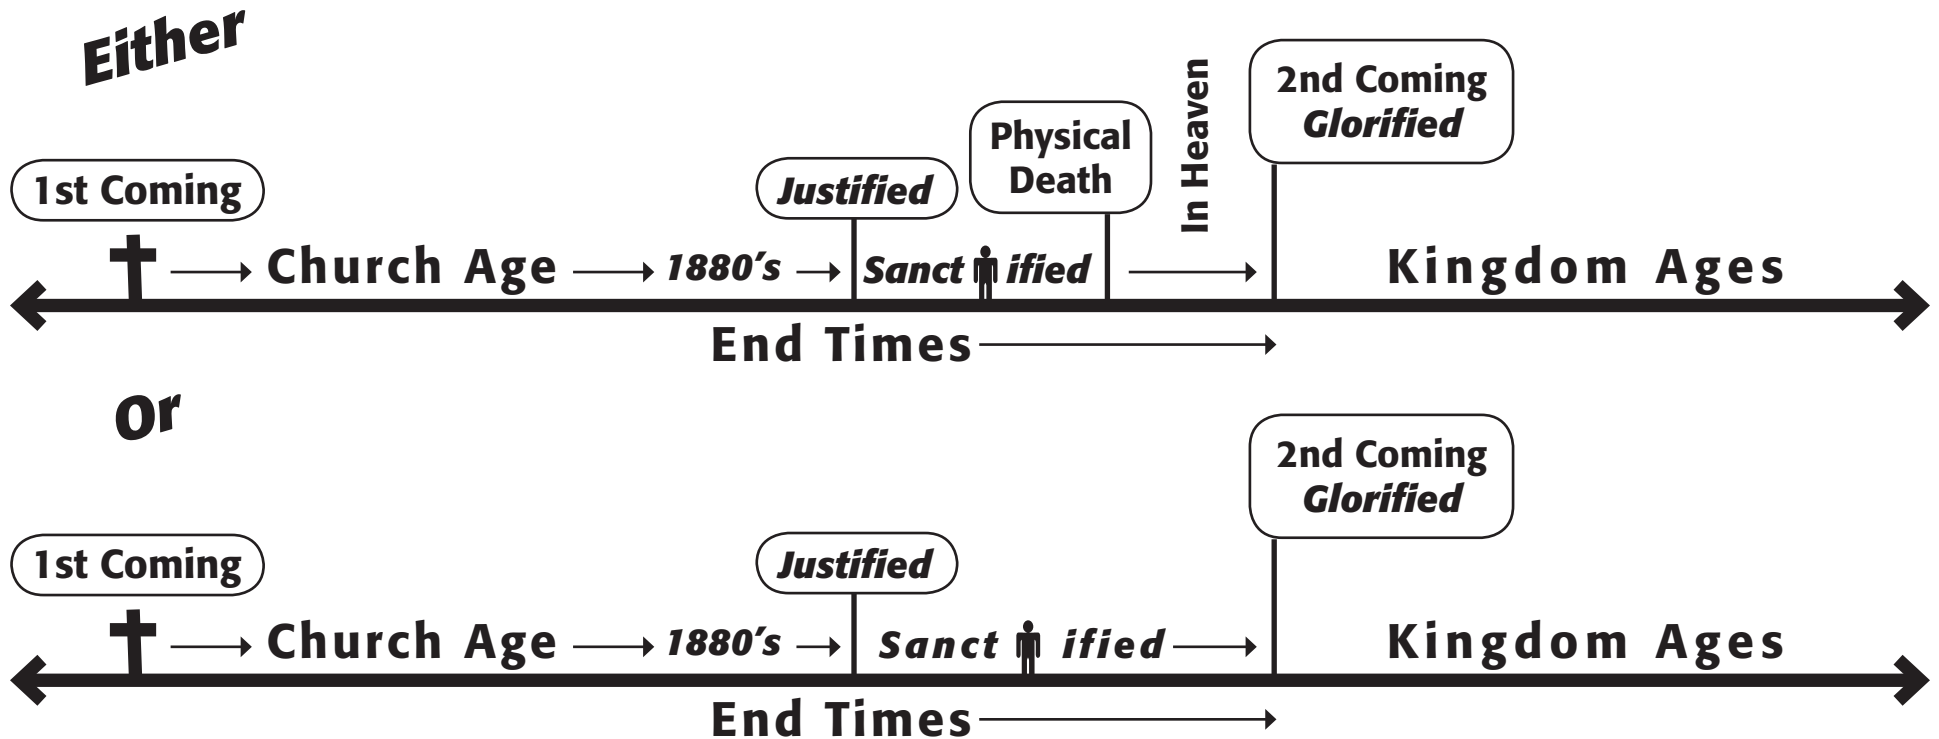 Either
2nd Coming
Glorified
In Heaven
Physical
Death
Justified
1st Coming
Church Age 1880's Sanct ified Kingdom Ages
End Times
Or
2nd Coming
Glorified
1st Coming
Justified
Church Age 1880's Sanct ified Kingdom Ages
End Times